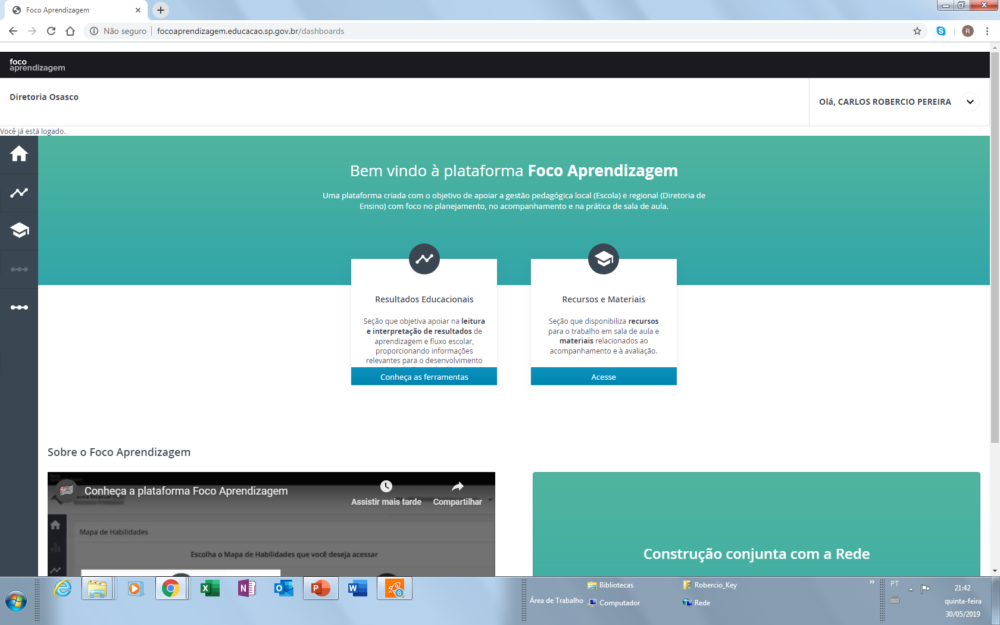 Foco Aprendizagem
Não seguro
focoaprendizagem.educacao.sp.gov.br/dashboards
R
foco
aprendizagem
Diretoria Osasco
Olá, CARLOS ROBERCIO PEREIRA
Você já está logado.
Bem vindo à plataforma Foco Aprendizagem
Uma plataforma criada com o objetivo de apoiar a gestão pedagógica local (Escola) e regional (Diretoria de
Ensino) com foco no planejamento, no acompanhamento e na prática de sala de aula.
Resultados Educacionais
Seção que objetiva apoiar na leitura
e interpretação de resultados de
aprendizagem e fluxo escolar,
proporcionando informações
relevantes para o desenvolvimento
Conheça as ferramentas
Recursos e Materiais
Seção que disponibiliza recursos
para o trabalho em sala de aula e
materiais relacionados ao
acompanhamento e à avaliação.
Acesse
Sobre o Foco Aprendizagem
foco
aprendizagem
Conheça a plataforma Foco Aprendizagem
Assistir mais tarde
Compartilhar
Mapa de Habilidades
Escolha o Mapa de Habilidades que você deseja acessar
Construção conjunta com a Rede
Área de Trabalho
Bibliotecas
Computador
Robercio_Key
Rede
PT
21:42
quinta-feira
30/05/2019